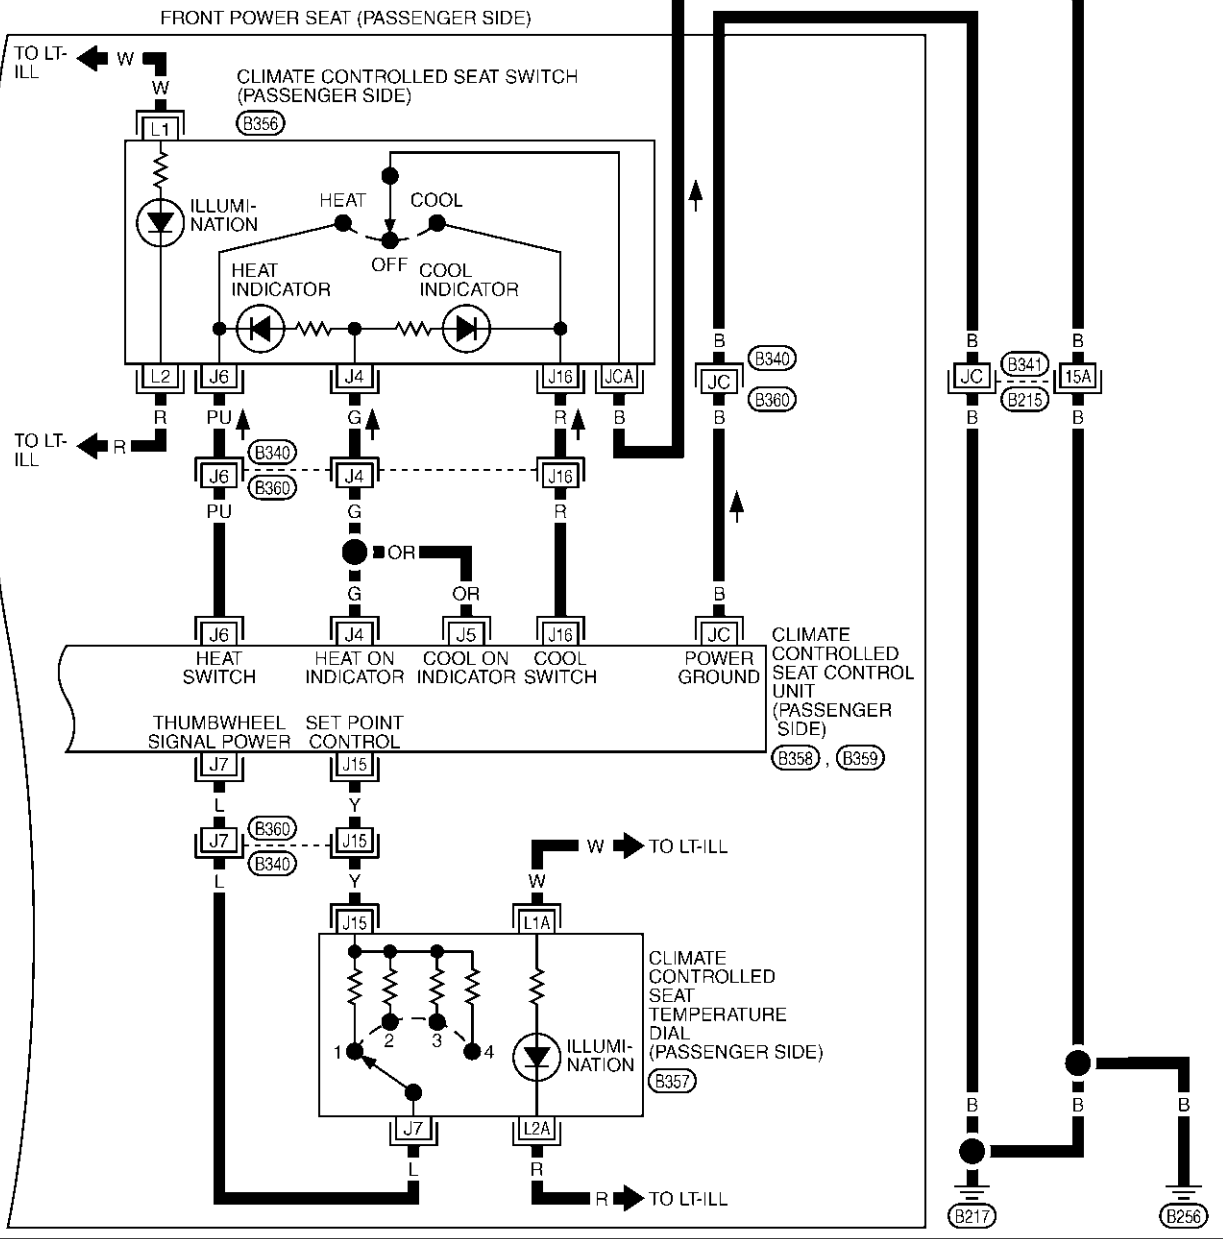 FRONT POWER SEAT (PASSENGER SIDE)
TO LT-
ILL
W
W
CLIMATE CONTROLLED SEAT SWITCH
(PASSENGER SIDE)
B356
L1
ILLUMI-
NATION
HEAT
COOL
OFF
HEAT
INDICATOR
COOL
INDICATOR
L2
J6
J4
J16
JCA
R
PU
G
R
B
TO LT-
ILL
R
B340
B360
J6
J4
J16
PU
G
R
OR
G
OR
B
B340
JC
B360
B
B
B
B
JC
B341
B215
15A
B
B
J6
J4
J5
J16
JC
HEAT
SWITCH
HEAT ON
INDICATOR
COOL ON
INDICATOR
COOL
SWITCH
POWER
GROUND
CLIMATE
CONTROLLED
SEAT CONTROL
UNIT
(PASSENGER
SIDE)
B358 , B359
THUMBWHEEL
SIGNAL POWER
SET POINT
CONTROL
J7
J15
L
Y
J7
B360
B340
J15
L
Y
W
TO LT-ILL
W
J15
L1A
1
2
3
4
ILLUMI-
NATION
CLIMATE
CONTROLLED
SEAT
TEMPERATURE
DIAL
(PASSENGER SIDE)
B357
J7
L2A
L
R
R
TO LT-ILL
B
B
B
B217
B256